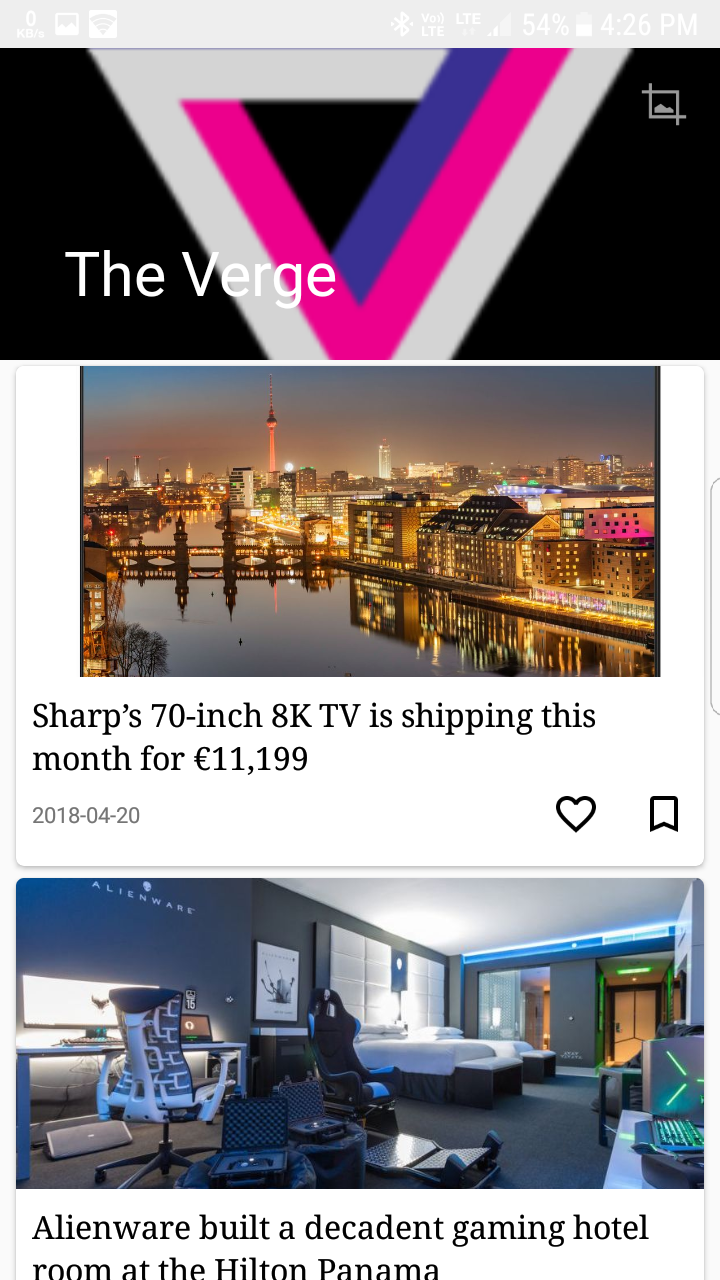 0
KB/s
Vo))
LTE
LTE
54%
4:26 PM
The Verge
Sharp’s 70-inch 8K TV is shipping this
month for €11,199
2018-04-20
ALIENWARE
15
Alienware built a decadent gaming hotel
room at the Hilton Panama